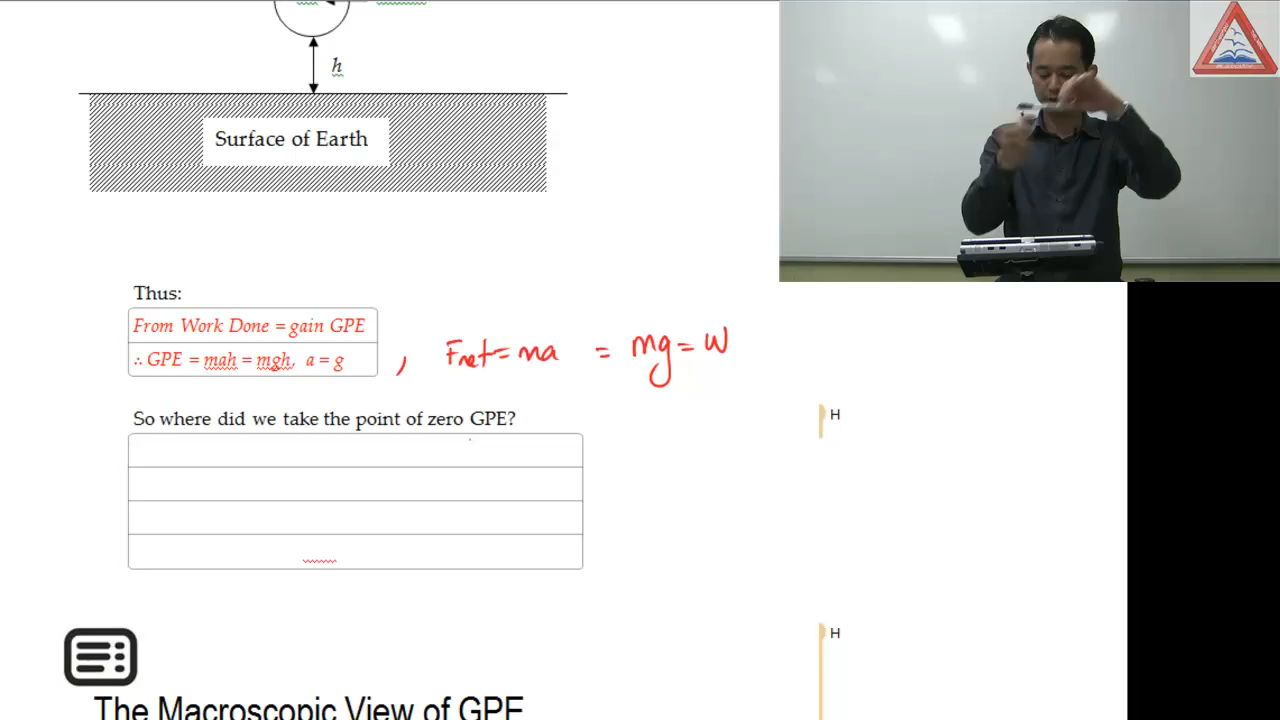 h
Surface of Earth
Thus:
From Work Done = gain GPE
∴ GPE = mah = mgh, a = g
, Fnet = ma = mg = W
So where did we take the point of zero GPE?
H
H
The Macroscopic View of GPE